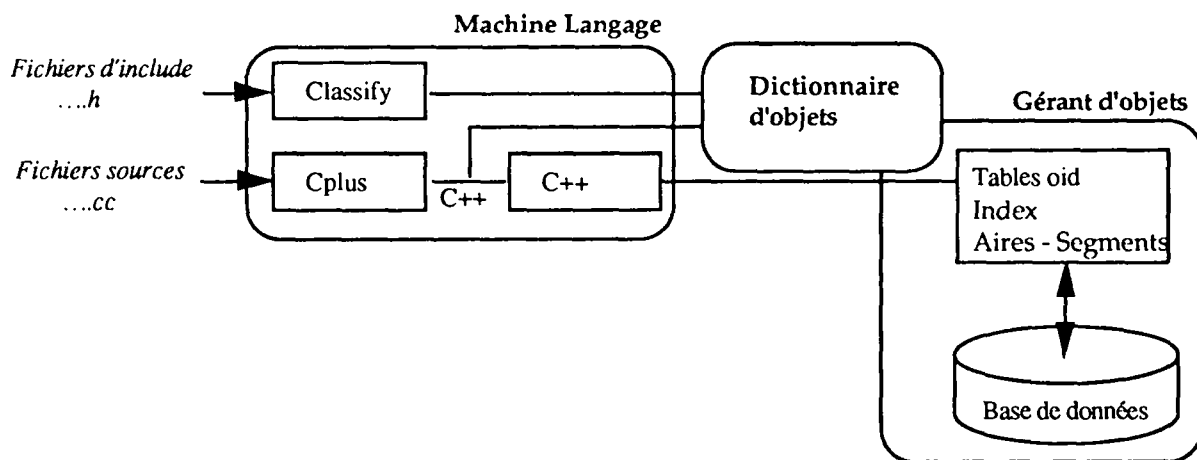 Machine Langage
Fichiers d'include
....h
Classify
Dictionnaire
d'objets
Gérant d'objets
Fichiers sources
....cc
Cplus
C++
C++
Tables oid
Index
Aires - Segments
Base de données